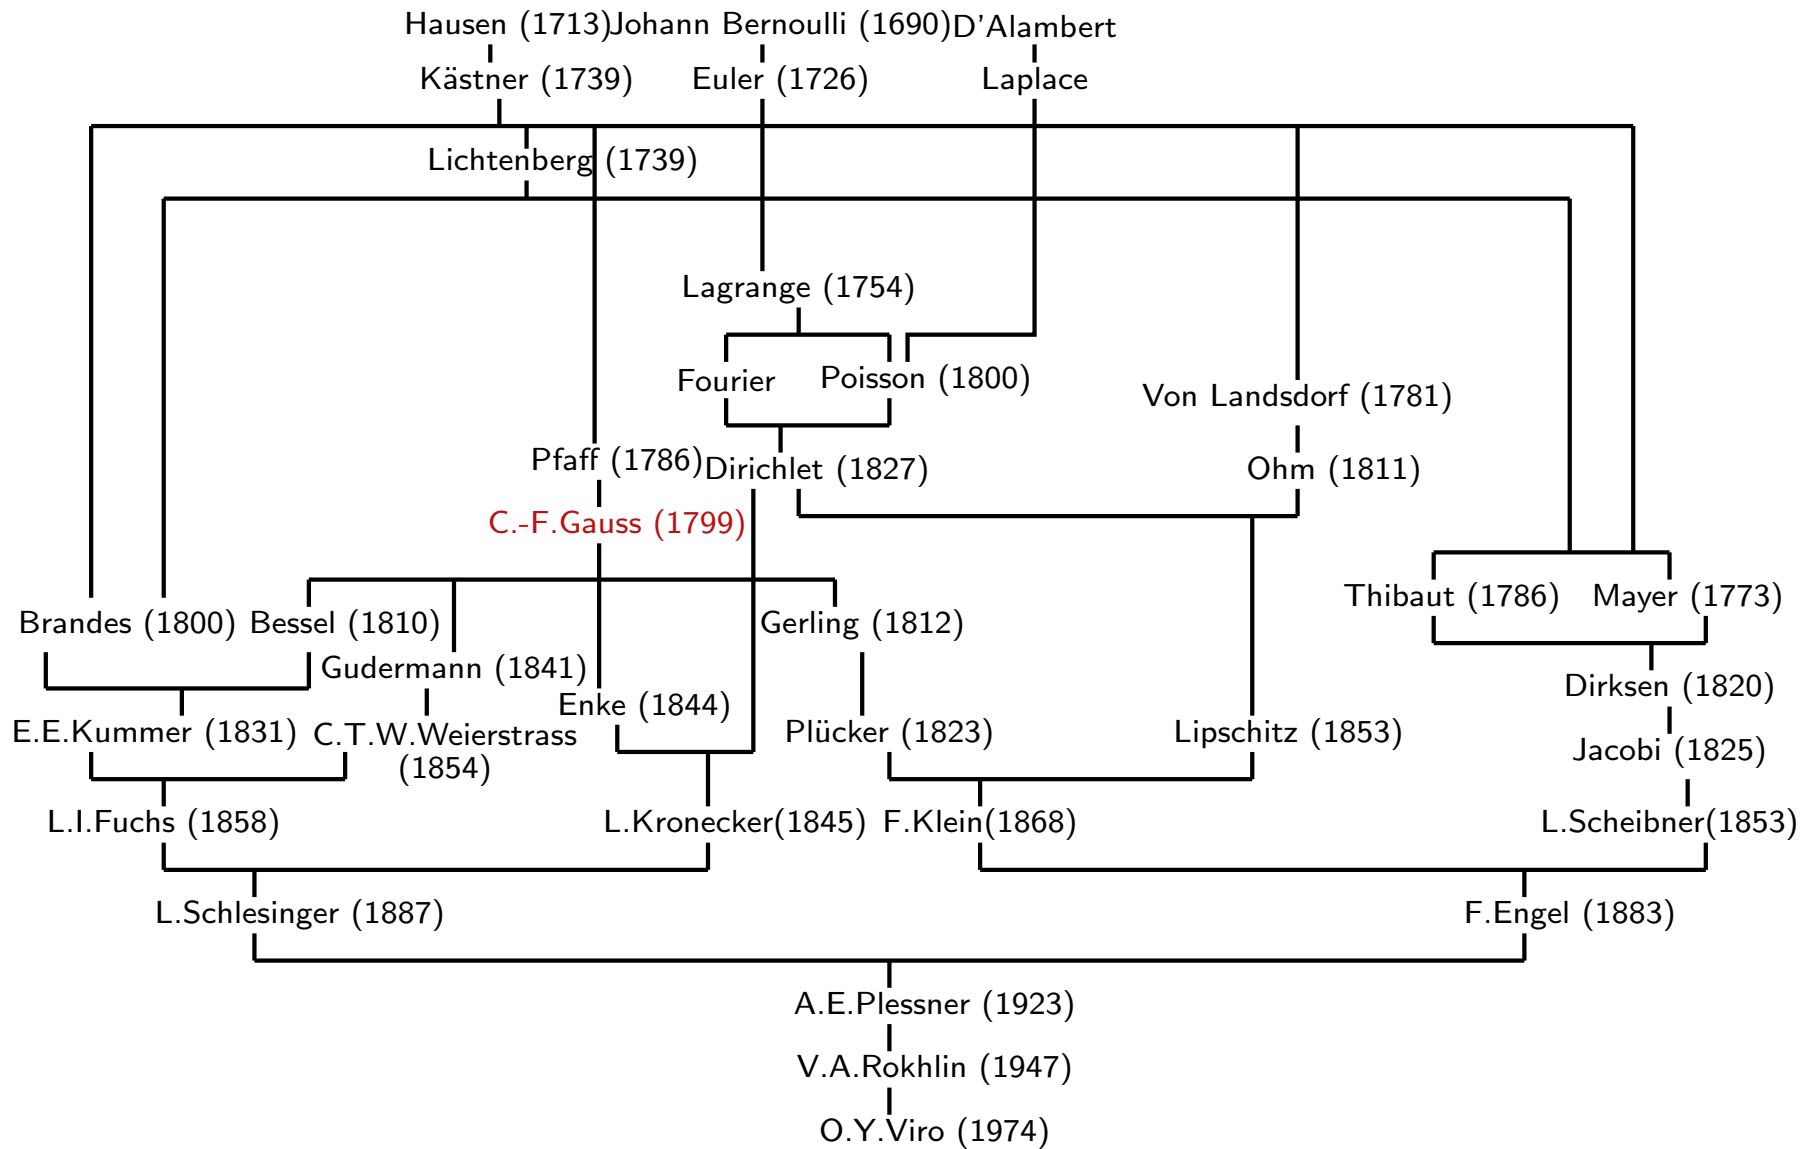 Hausen (1713)
Johann Bernoulli (1690)
D'Alambert
Kästner (1739)
Euler (1726)
Laplace
Lichtenberg (1739)
Lagrange (1754)
Fourier
Poisson (1800)
Von Landsdorf (1781)
Pfaff (1786)
Dirichlet (1827)
Ohm (1811)
C.-F.Gauss (1799)
Thibaut (1786)
Mayer (1773)
Brandes (1800)
Bessel (1810)
Gerling (1812)
Gudermann (1841)
Dirksen (1820)
Enke (1844)
E.E.Kummer (1831)
C.T.W.Weierstrass
(1854)
Plücker (1823)
Lipschitz (1853)
Jacobi (1825)
L.I.Fuchs (1858)
L.Kronecker(1845)
F.Klein(1868)
L.Scheibner(1853)
L.Schlesinger (1887)
F.Engel (1883)
A.E.Plessner (1923)
V.A.Rokhlin (1947)
O.Y.Viro (1974)